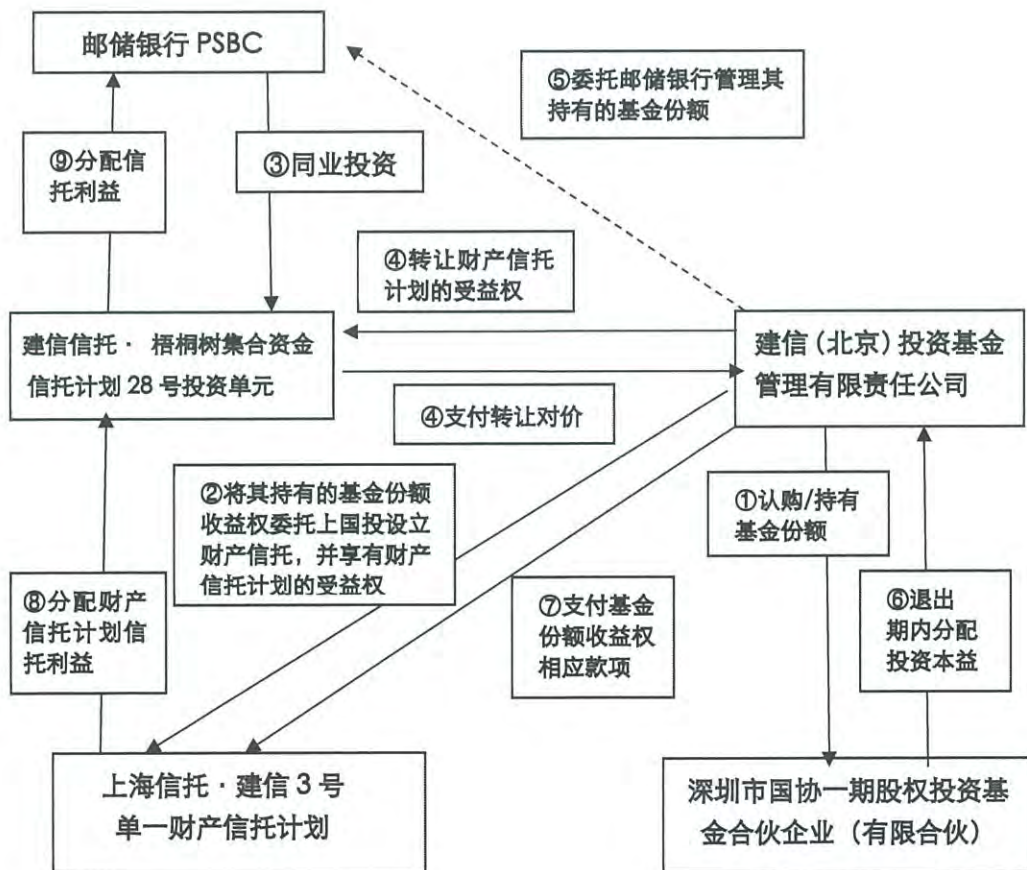 邮储银行 PSBC
⑤委托邮储银行管理其
持有的基金份额
⑨分配信
托利益
③同业投资
④转让财产信托
计划的受益权
建信信托· 梧桐树集合资金
信托计划 28 号投资单元
建信（北京）投资基金
管理有限责任公司
④支付转让对价
②将其持有的基金份额
收益权委托上国投设立
财产信托，并享有财产
信托计划的受益权
①认购/持有
基金份额
⑧分配财产
信托计划信
托利益
⑦支付基金
份额收益权
相应款项
⑥退出
期内分配
投资本益
上海信托·建信 3 号
单一财产信托计划
深圳市国协一期股权投资基
金合伙企业（有限合伙）